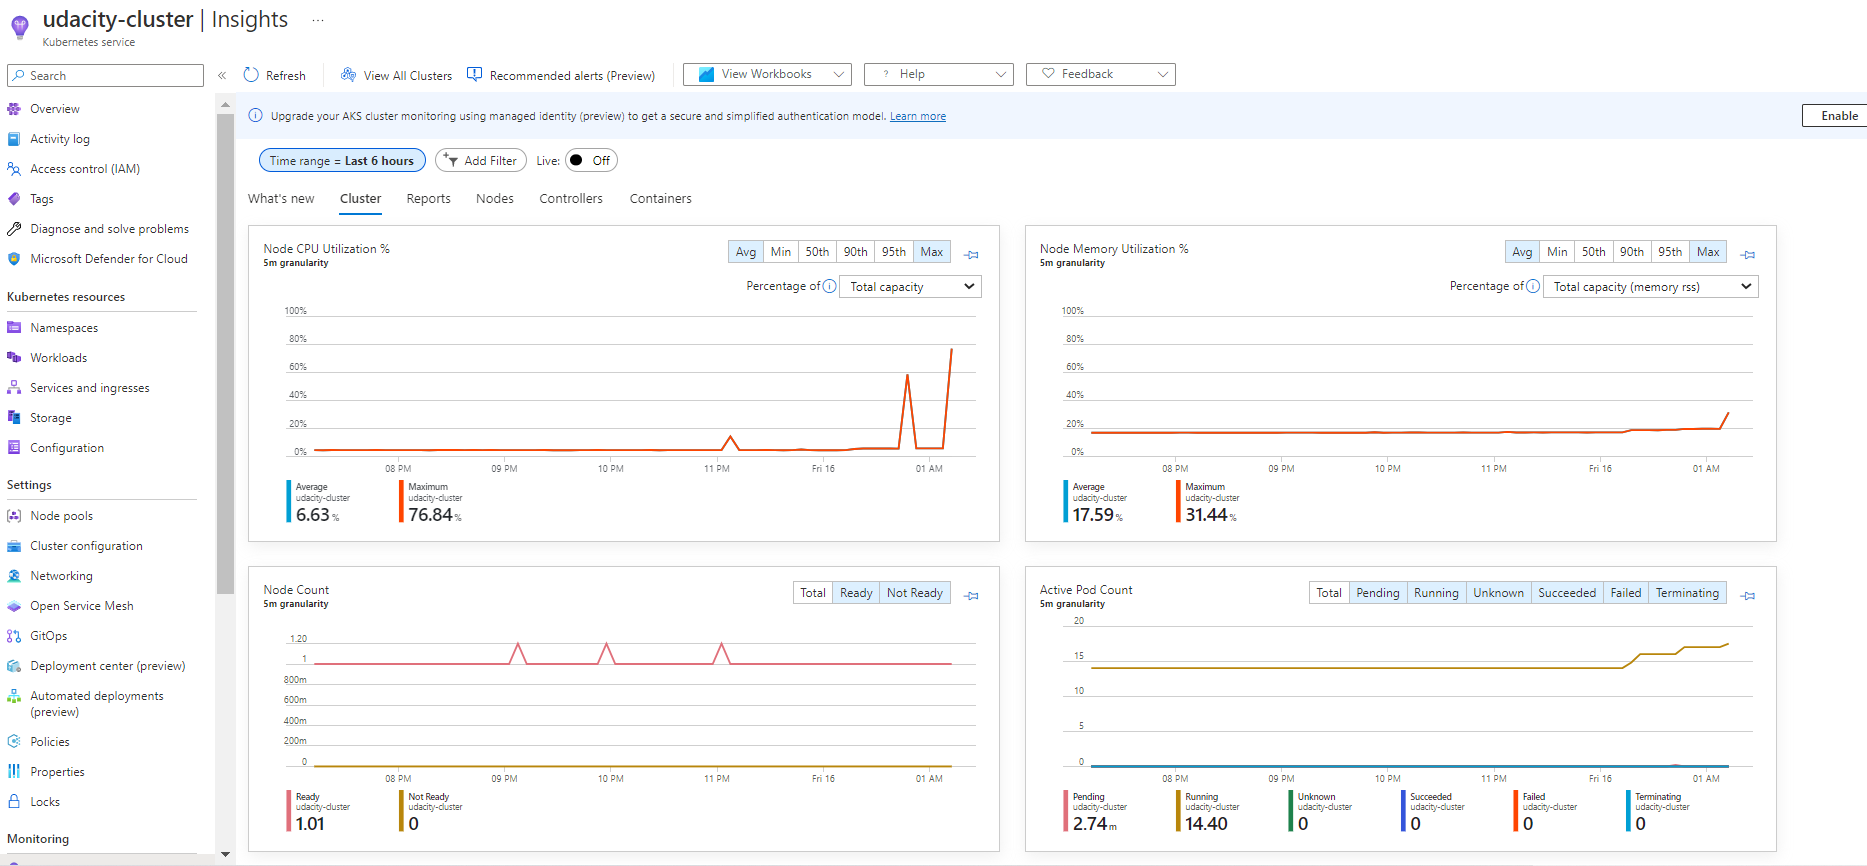 udacity-cluster | Insights ...
Kubernetes service
Search
«
Refresh
View All Clusters
Recommended alerts (Preview)
View Workbooks
? Help
Feedback
Overview
Activity log
Access control (IAM)
Tags
Diagnose and solve problems
Microsoft Defender for Cloud
Kubernetes resources
Namespaces
Workloads
Services and ingresses
Storage
Configuration
Settings
Node pools
Cluster configuration
Networking
Open Service Mesh
GitOps
Deployment center (preview)
Automated deployments
(preview)
Policies
Properties
Locks
Monitoring
Upgrade your AKS cluster monitoring using managed identity (preview) to get a secure and simplified authentication model. Learn more
Enable
Time range = Last 6 hours
Add Filter
Live: Off
What's new Cluster Reports Nodes Controllers Containers
Node CPU Utilization %
5m granularity
Avg Min 50th 90th 95th Max
Percentage of Total capacity
100%
80%
60%
40%
20%
0%
08 PM 09 PM 10 PM 11 PM Fri 16 01 AM
Average
udacity-cluster
6.63 %
Maximum
udacity-cluster
76.84 %
Node Memory Utilization %
5m granularity
Avg Min 50th 90th 95th Max
Percentage of Total capacity (memory rss)
100%
80%
60%
40%
20%
0%
08 PM 09 PM 10 PM 11 PM Fri 16 01 AM
Average
udacity-cluster
17.59 %
Maximum
udacity-cluster
31.44 %
Node Count
5m granularity
Total Ready Not Ready
1.20
1
800m
600m
400m
200m
0
08 PM 09 PM 10 PM 11 PM Fri 16 01 AM
Ready
udacity-cluster
1.01
Not Ready
udacity-cluster
0
Active Pod Count
5m granularity
Total Pending Running Unknown Succeeded Failed Terminating
20
15
10
5
0
08 PM 09 PM 10 PM 11 PM Fri 16 01 AM
Pending
udacity-cluster
2.74 m
Running
udacity-cluster
14.40
Unknown
udacity-cluster
0
Succeeded
udacity-cluster
0
Failed
udacity-cluster
0
Terminating
udacity-cluster
0